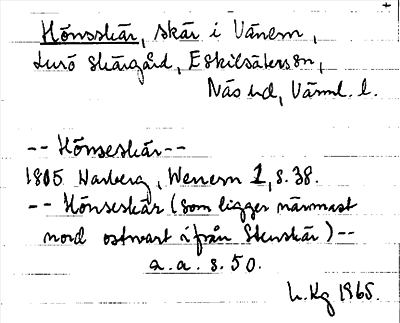 Hönsskär, skär i Vänern,
Lurö skärgård, Eskilsäters sn,
Näs hd, Värml. l.
-- Hönseskär --
1805 Warberg, Wenern 1, s. 38.
-- Hönseskär (som ligger närmast
nord ostwart ifrån Stenskär) --
a.a. s. 50.
L.Kg 1965.